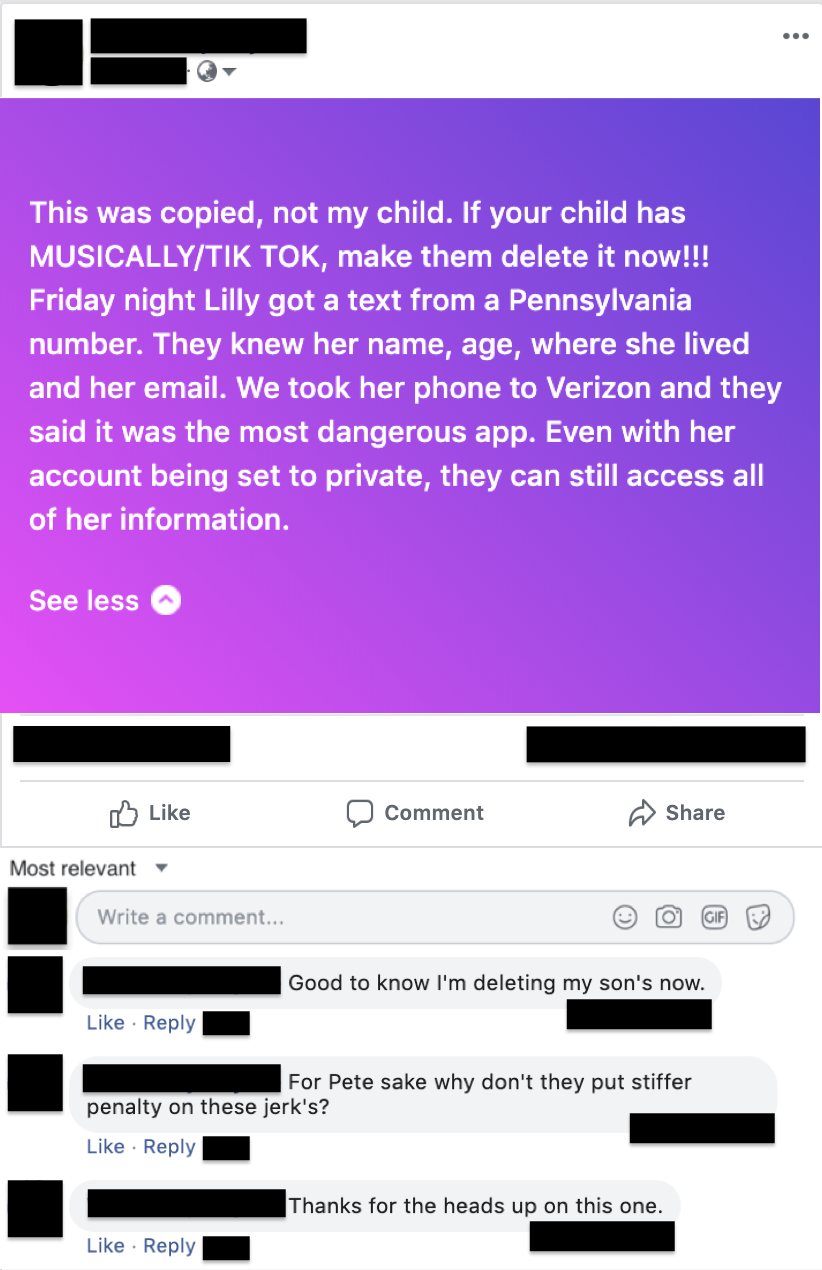 This was copied, not my child. If your child has
MUSICALLY/TIK TOK, make them delete it now!!!
Friday night Lilly got a text from a Pennsylvania
number. They knew her name, age, where she lived
and her email. We took her phone to Verizon and they
said it was the most dangerous app. Even with her
account being set to private, they can still access all
of her information.
See less
Like
Comment
Share
Most relevant
Write a comment...
GIF
Good to know I'm deleting my son's now.
Like · Reply
For Pete sake why don't they put stiffer
penalty on these jerk's?
Like · Reply
Thanks for the heads up on this one.
Like · Reply